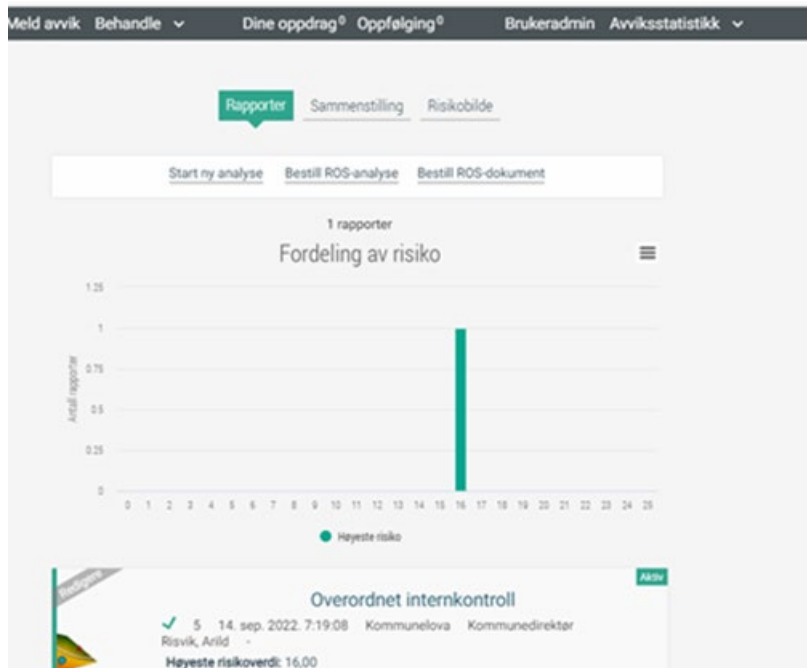 Meld avvik Behandle Dine oppdrag⁰ Oppfølging⁰ Brukeradmin Avviksstatistikk
Rapporter Sammenstilling Risikobilde
Start ny analyse Bestill ROS-analyse Bestill ROS-dokument
1 rapporter
Fordeling av risiko
1.25
1
0.75
0.5
0.25
0
Antall rapporter
0 1 2 3 4 5 6 7 8 9 10 11 12 13 14 15 16 17 18 19 20 21 22 23 24 25
Høyeste risiko
Redigere
Aktiv
Overordnet internkontroll
5 14. sep. 2022. 7:19:08 Kommunelova Kommunedirektør
Risvik, Arild -
Høyeste risikoverdi: 16,00